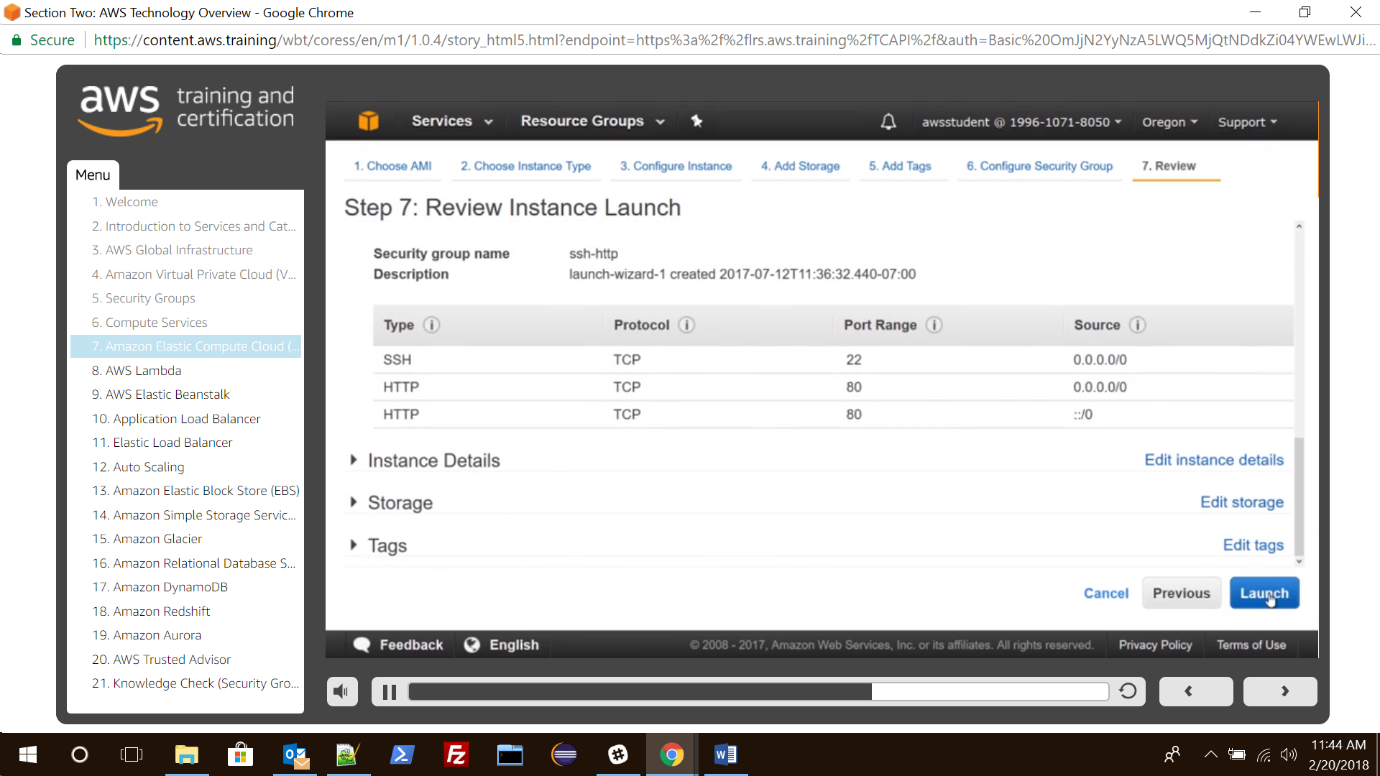 Section Two: AWS Technology Overview - Google Chrome
Secure https://content.aws.training/wbt/coress/en/m1/1.0.4/story_html5.html?endpoint=https%3a%2f%2flrs.aws.training%2fTCAPI%2f&auth=Basic%20OmJjN2YyNzA5LWQ5MjQtNDdkZi04YWEwLWJi...
aws training and certification
Menu
1. Welcome
2. Introduction to Services and Cat...
3. AWS Global Infrastructure
4. Amazon Virtual Private Cloud (V...
5. Security Groups
6. Compute Services
7. Amazon Elastic Compute Cloud (...
8. AWS Lambda
9. AWS Elastic Beanstalk
10. Application Load Balancer
11. Elastic Load Balancer
12. Auto Scaling
13. Amazon Elastic Block Store (EBS)
14. Amazon Simple Storage Servic...
15. Amazon Glacier
16. Amazon Relational Database S...
17. Amazon DynamoDB
18. Amazon Redshift
19. Amazon Aurora
20. AWS Trusted Advisor
21. Knowledge Check (Security Gro...
Services Resource Groups awsstudent @ 1996-1071-8050 Oregon Support
1. Choose AMI 2. Choose Instance Type 3. Configure Instance 4. Add Storage 5. Add Tags 6. Configure Security Group 7. Review
Step 7: Review Instance Launch
Security group name ssh-http
Description launch-wizard-1 created 2017-07-12T11:36:32.440-07:00
Type Protocol Port Range Source
SSH TCP 22 0.0.0.0/0
HTTP TCP 80 0.0.0.0/0
HTTP TCP 80 ::/0
Instance Details Edit instance details
Storage Edit storage
Tags Edit tags
Cancel Previous Launch
Feedback English © 2008 - 2017, Amazon Web Services, Inc. or its affiliates. All rights reserved. Privacy Policy Terms of Use
11:44 AM
2/20/2018